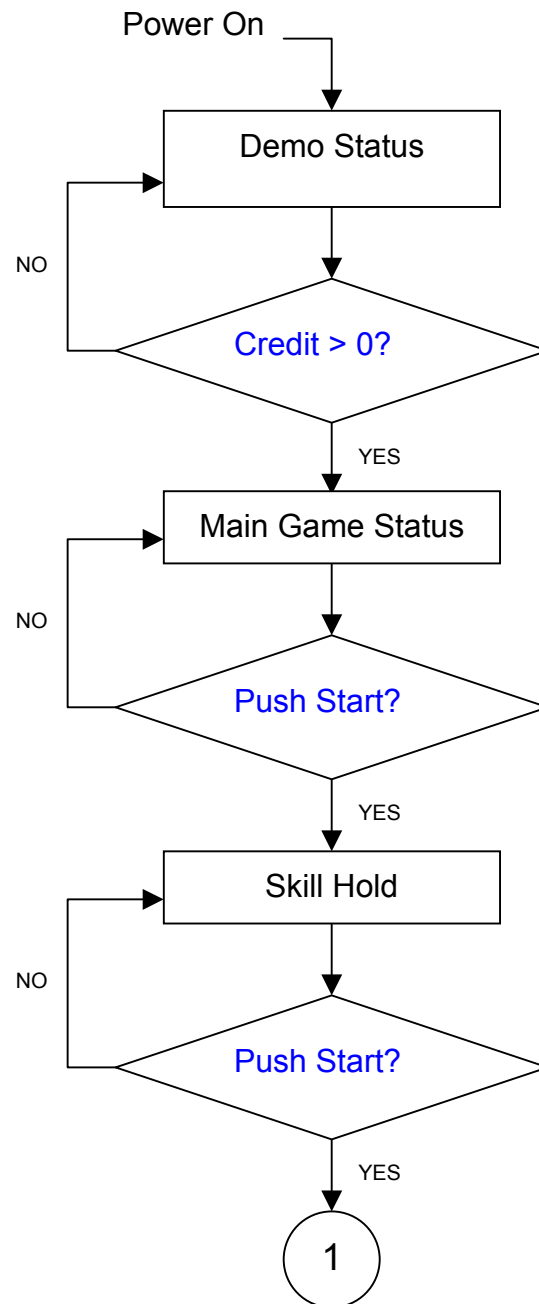 Power On
Demo Status
NO
Credit > 0?
YES
Main Game Status
NO
Push Start?
YES
Skill Hold
NO
Push Start?
YES
1